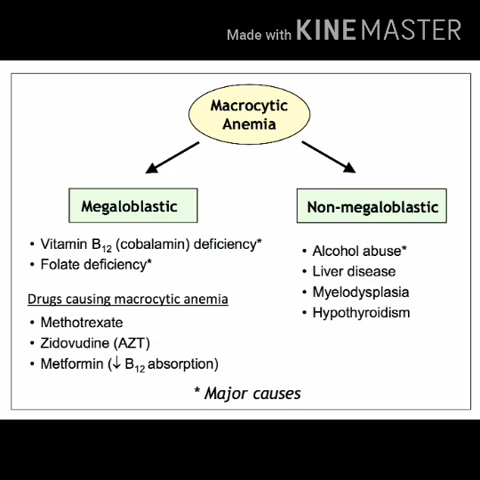 Made with KINEMASTER
Macrocytic
Anemia
Megaloblastic
• Vitamin B₁₂ (cobalamin) deficiency*
• Folate deficiency*
Drugs causing macrocytic anemia
• Methotrexate
• Zidovudine (AZT)
• Metformin (↓ B₁₂ absorption)
Non-megaloblastic
• Alcohol abuse*
• Liver disease
• Myelodysplasia
• Hypothyroidism
* Major causes